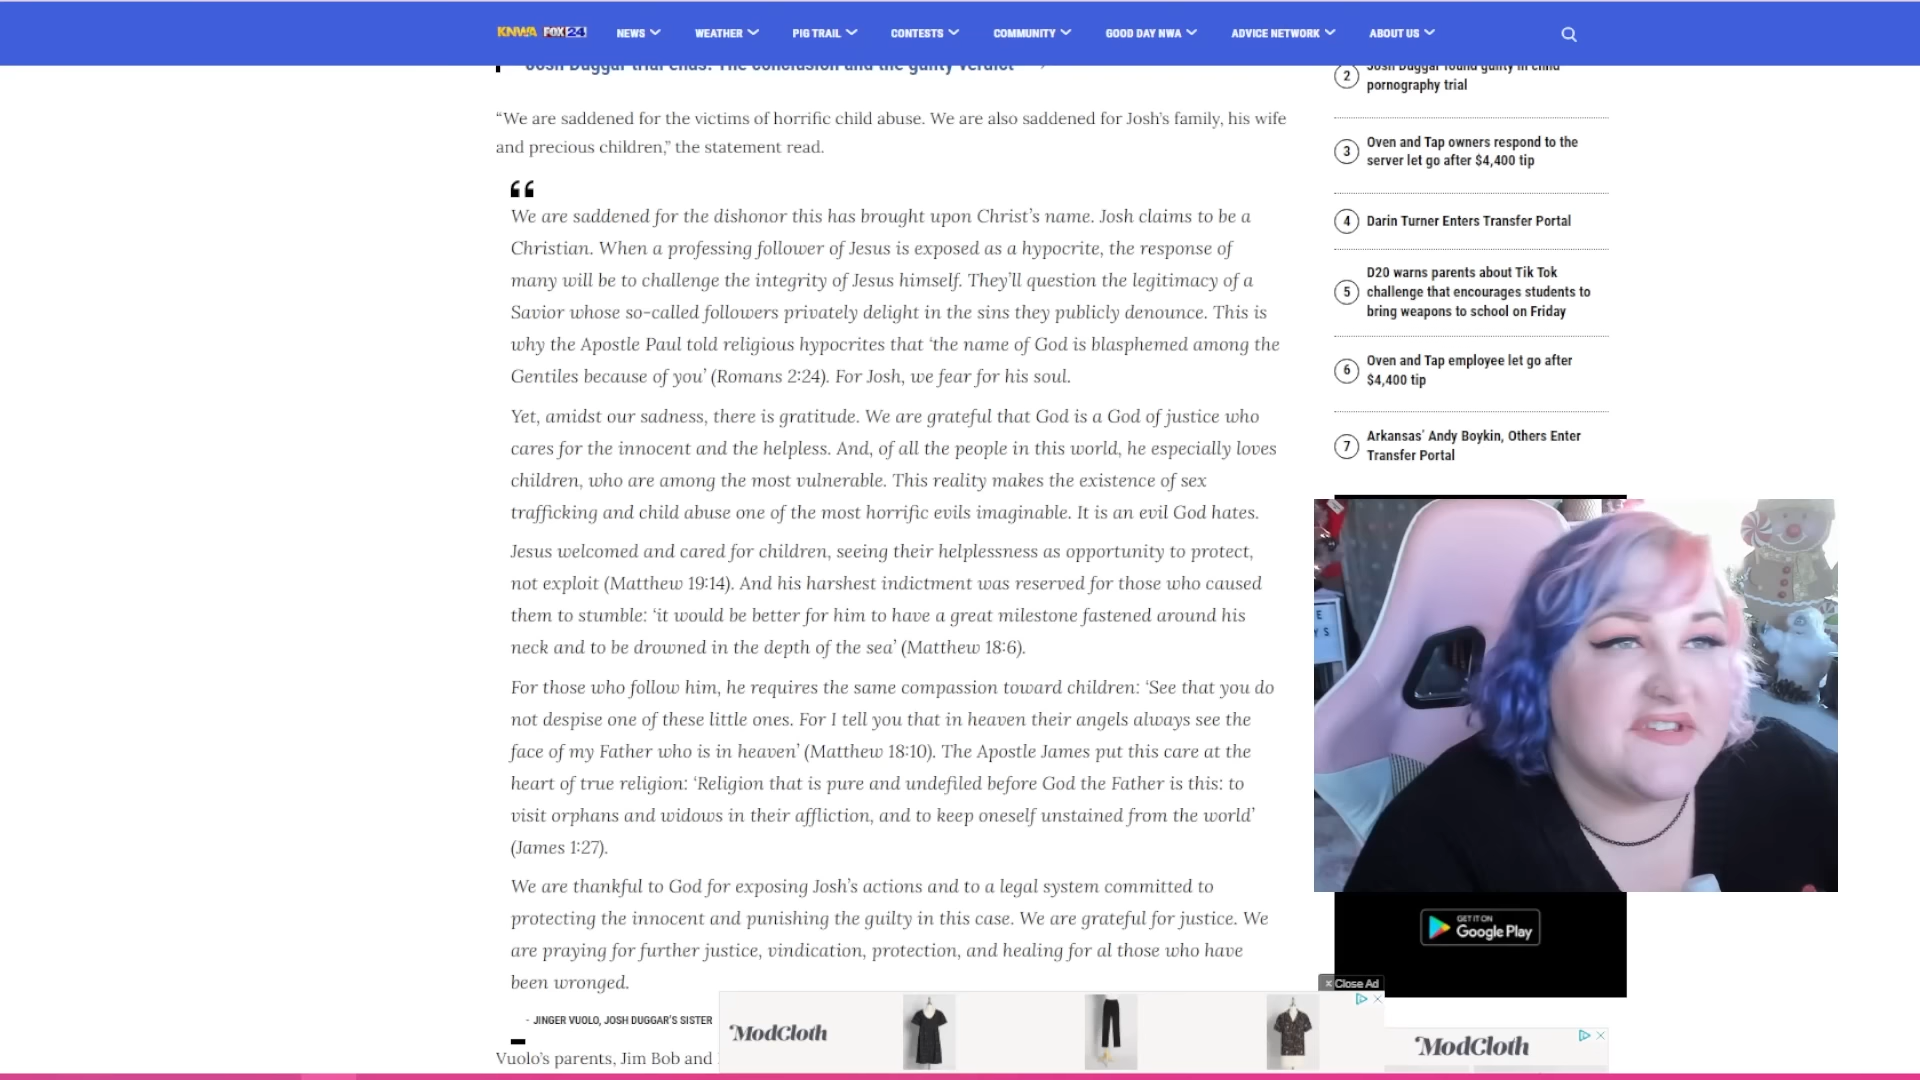 KNWA FOX24 NEWS WEATHER PIG TRAIL CONTESTS COMMUNITY GOOD DAY NWA ADVICE NETWORK ABOUT US
Josh Duggar trial ends: The conclusion and the guilty verdict
“We are saddened for the victims of horrific child abuse. We are also saddened for Josh’s family, his wife
and precious children,” the statement read.
“
We are saddened for the dishonor this has brought upon Christ’s name. Josh claims to be a
Christian. When a professing follower of Jesus is exposed as a hypocrite, the response of
many will be to challenge the integrity of Jesus himself. They’ll question the legitimacy of a
Savior whose so-called followers privately delight in the sins they publicly denounce. This is
why the Apostle Paul told religious hypocrites that ‘the name of God is blasphemed among the
Gentiles because of you’ (Romans 2:24). For Josh, we fear for his soul.
Yet, amidst our sadness, there is gratitude. We are grateful that God is a God of justice who
cares for the innocent and the helpless. And, of all the people in this world, he especially loves
children, who are among the most vulnerable. This reality makes the existence of sex
trafficking and child abuse one of the most horrific evils imaginable. It is an evil God hates.
Jesus welcomed and cared for children, seeing their helplessness as opportunity to protect,
not exploit (Matthew 19:14). And his harshest indictment was reserved for those who caused
them to stumble: ‘it would be better for him to have a great milestone fastened around his
neck and to be drowned in the depth of the sea’ (Matthew 18:6).
For those who follow him, he requires the same compassion toward children: ‘See that you do
not despise one of these little ones. For I tell you that in heaven their angels always see the
face of my Father who is in heaven’ (Matthew 18:10). The Apostle James put this care at the
heart of true religion: ‘Religion that is pure and undefiled before God the Father is this: to
visit orphans and widows in their affliction, and to keep oneself unstained from the world’
(James 1:27).
We are thankful to God for exposing Josh’s actions and to a legal system committed to
protecting the innocent and punishing the guilty in this case. We are grateful for justice. We
are praying for further justice, vindication, protection, and healing for al those who have
been wronged.
- JINGER VUOLO, JOSH DUGGAR’S SISTER
Vuolo’s parents, Jim Bob and
2 Josh Duggar found guilty in child
pornography trial
3 Oven and Tap owners respond to the
server let go after $4,400 tip
4 Darin Turner Enters Transfer Portal
5 D20 warns parents about Tik Tok
challenge that encourages students to
bring weapons to school on Friday
6 Oven and Tap employee let go after
$4,400 tip
7 Arkansas’ Andy Boykin, Others Enter
Transfer Portal
GET IT ON
Google Play
× Close Ad
ModCloth
ModCloth